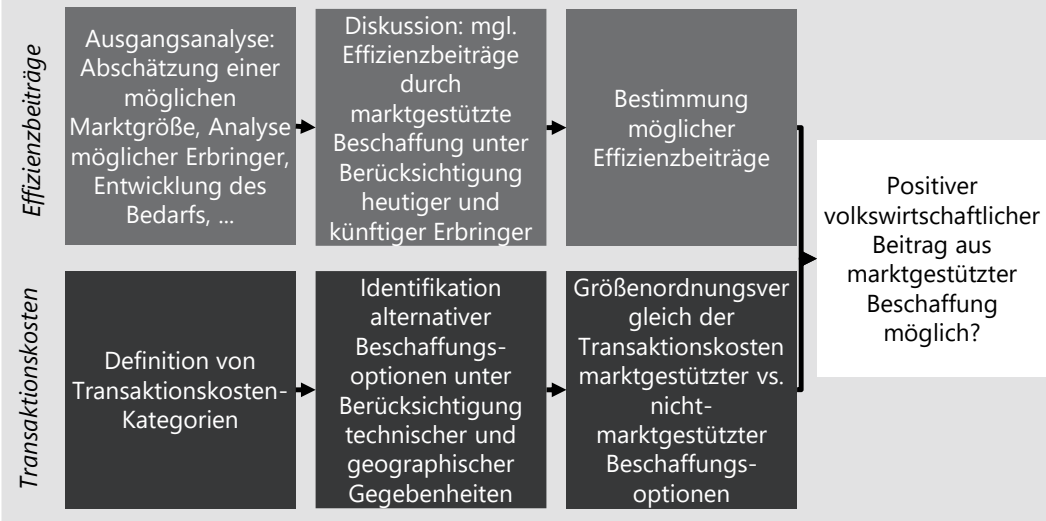 Effizienzbeiträge
Ausgangsanalyse:
Abschätzung einer
möglichen
Marktgröße, Analyse
möglicher Erbringer,
Entwicklung des
Bedarfs, ...
Diskussion: mgl.
Effizienzbeiträge
durch
marktgestützte
Beschaffung unter
Berücksichtigung
heutiger und
künftiger Erbringer
Bestimmung
möglicher
Effizienzbeiträge
Transaktionskosten
Definition von
Transaktionskosten-
Kategorien
Identifikation
alternativer
Beschaffungs-
optionen unter
Berücksichtigung
technischer und
geographischer
Gegebenheiten
Größenordnungsver
gleich der
Transaktionskosten
marktgestützter vs.
nicht-
marktgestützter
Beschaffungs-
optionen
Positiver
volkswirtschaftlicher
Beitrag aus
marktgestützter
Beschaffung
möglich?